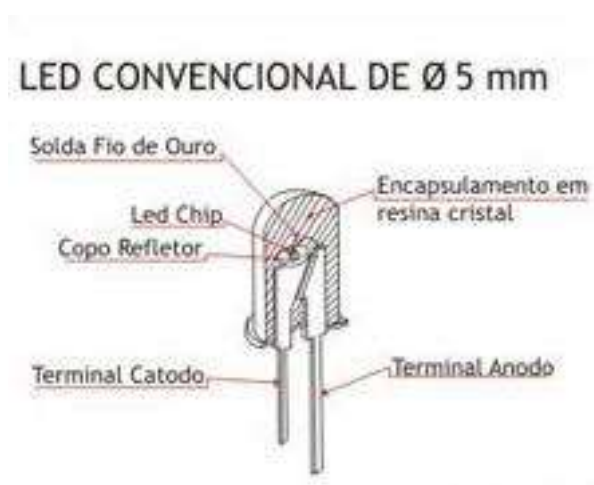 LED CONVENCIONAL DE Ø 5 mm
Solda Fio de Ouro
Encapsulamento em
resina cristal
Led Chip
Copo Refletor
Terminal Catodo
Terminal Anodo